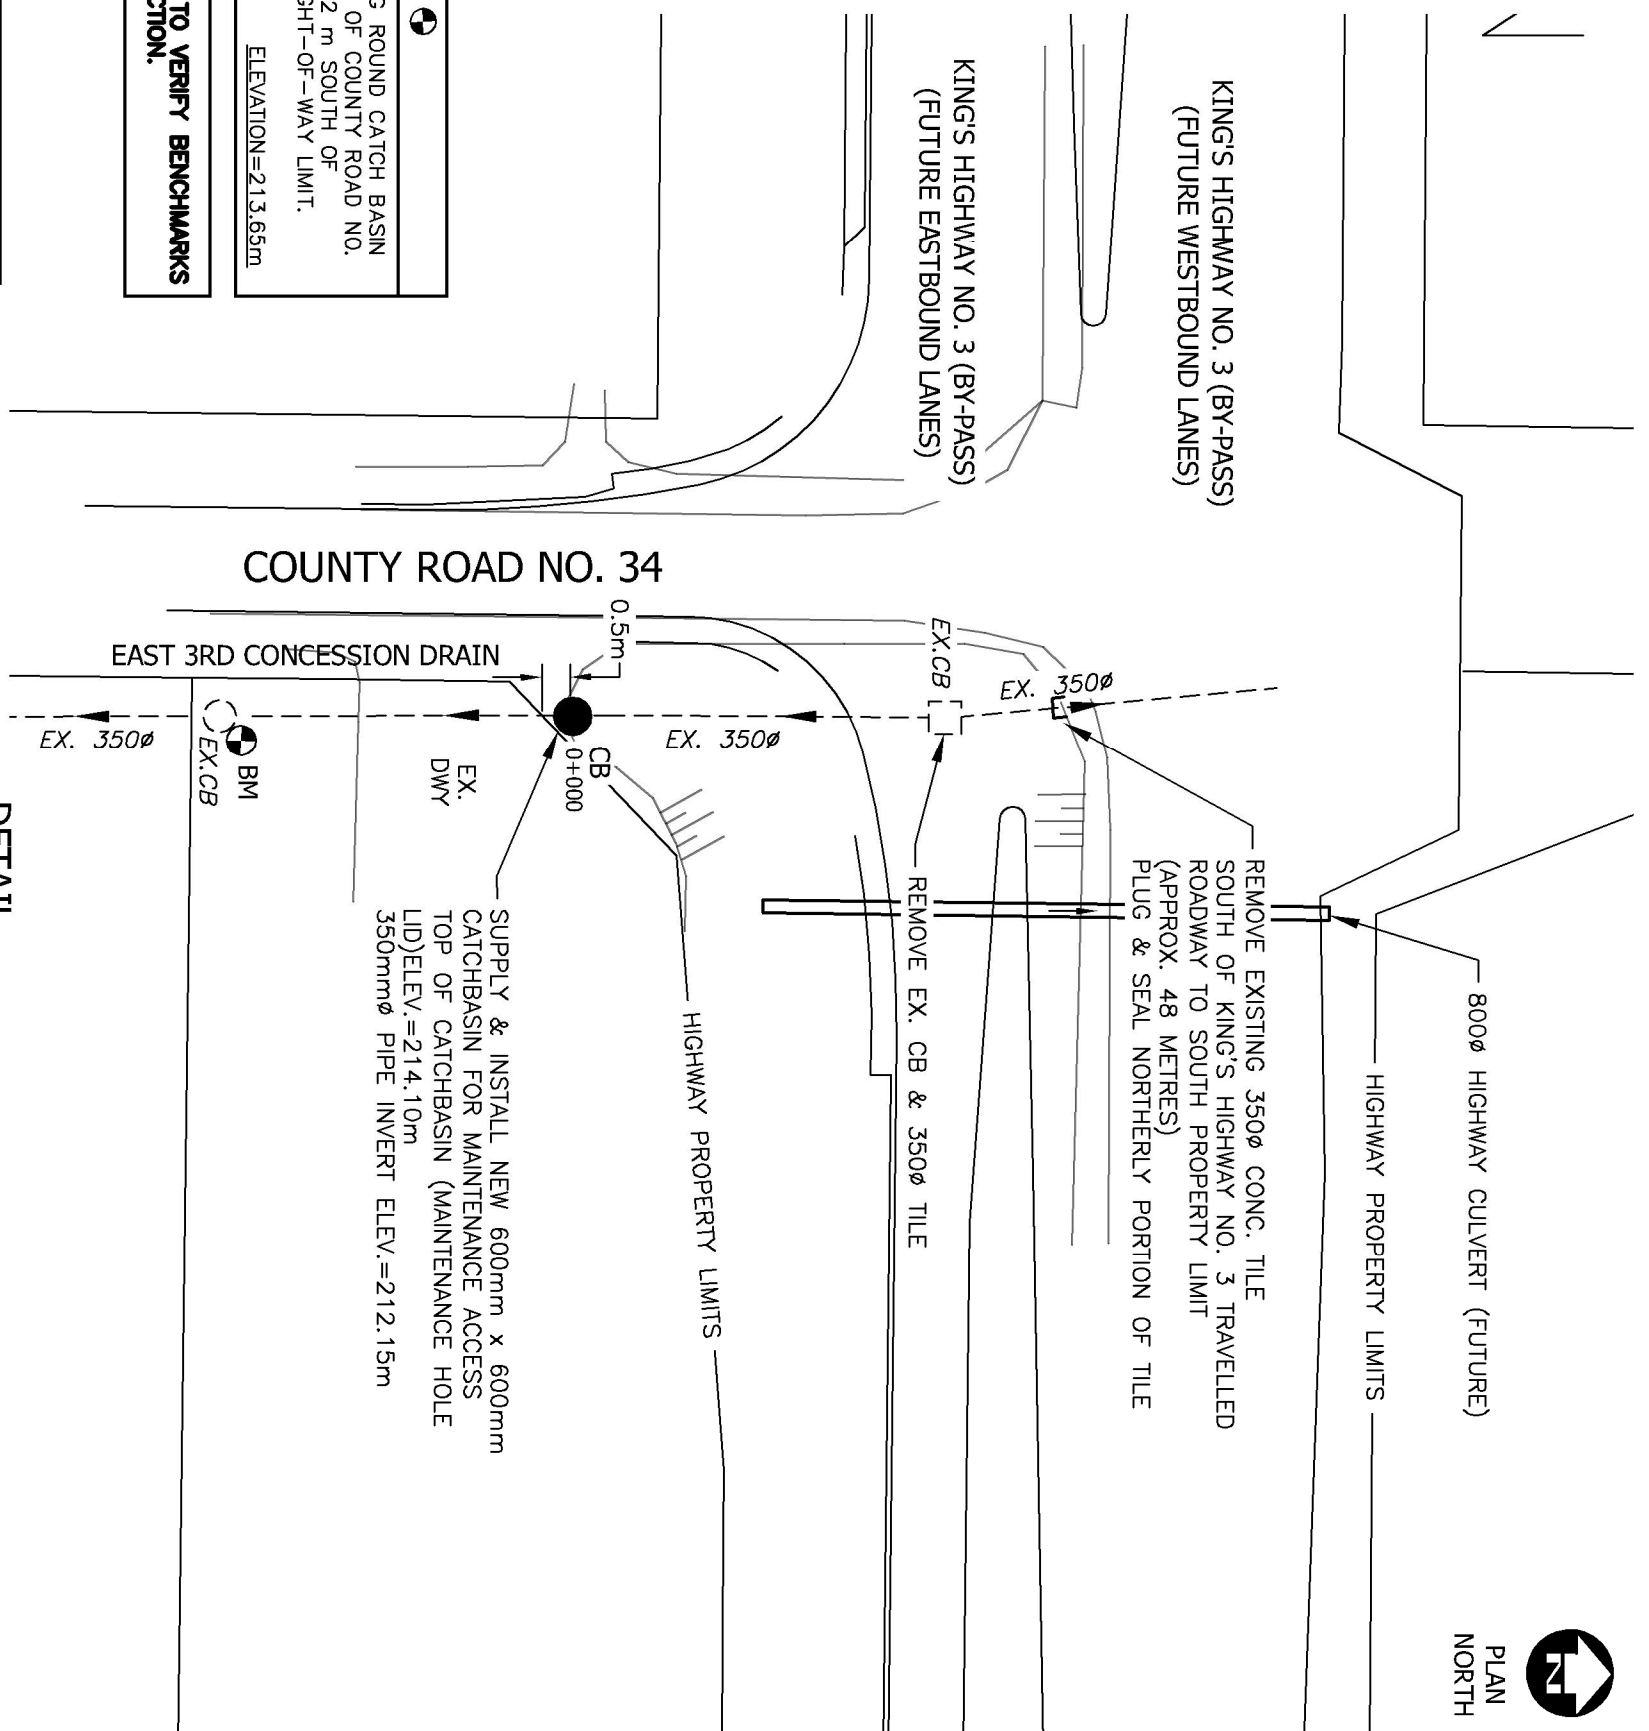 KING'S HIGHWAY NO. 3 (BY-PASS)
(FUTURE WESTBOUND LANES)
KING'S HIGHWAY NO. 3 (BY-PASS)
(FUTURE EASTBOUND LANES)
ROUND CATCH BASIN
OF COUNTY ROAD NO.
2 m SOUTH OF
GHT-OF-WAY LIMIT.
ELEVATION=213.65m
TO VERIFY BENCHMARKS
CTION.
COUNTY ROAD NO. 34
0.5m
EAST 3RD CONCESSION DRAIN
EX.CB
EX. 350ø
EX. 350ø
EX. 350ø
EX.CB
BM
EX.
DWY
CB
0+000
REMOVE EXISTING 350ø CONC. TILE
SOUTH OF KING'S HIGHWAY NO. 3 TRAVELLED
ROADWAY TO SOUTH PROPERTY LIMIT
(APPROX. 48 METRES)
PLUG & SEAL NORTHERLY PORTION OF TILE
800ø HIGHWAY CULVERT (FUTURE)
HIGHWAY PROPERTY LIMITS
REMOVE EX. CB & 350ø TILE
HIGHWAY PROPERTY LIMITS
SUPPLY & INSTALL NEW 600mm x 600mm
CATCHBASIN FOR MAINTENANCE ACCESS
TOP OF CATCHBASIN (MAINTENANCE HOLE
LID)ELEV.=214.10m
350mmø PIPE INVERT ELEV.=212.15m
DETAIL
PLAN
NORTH
N